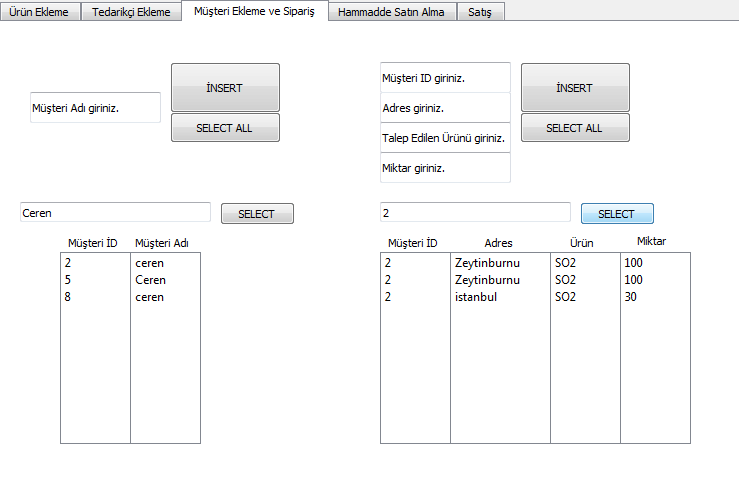 Ürün Ekleme Tedarikçi Ekleme Müşteri Ekleme ve Sipariş Hammadde Satın Alma Satış
Müşteri Adı giriniz.
İNSERT
SELECT ALL
Müşteri ID giriniz.
Adres giriniz.
Talep Edilen Ürünü giriniz.
Miktar giriniz.
İNSERT
SELECT ALL
Ceren SELECT
Müşteri İD Müşteri Adı
2 ceren
5 Ceren
8 ceren
2 SELECT
Müşteri İD Adres Ürün Miktar
2 Zeytinburnu SO2 100
2 Zeytinburnu SO2 100
2 istanbul SO2 30